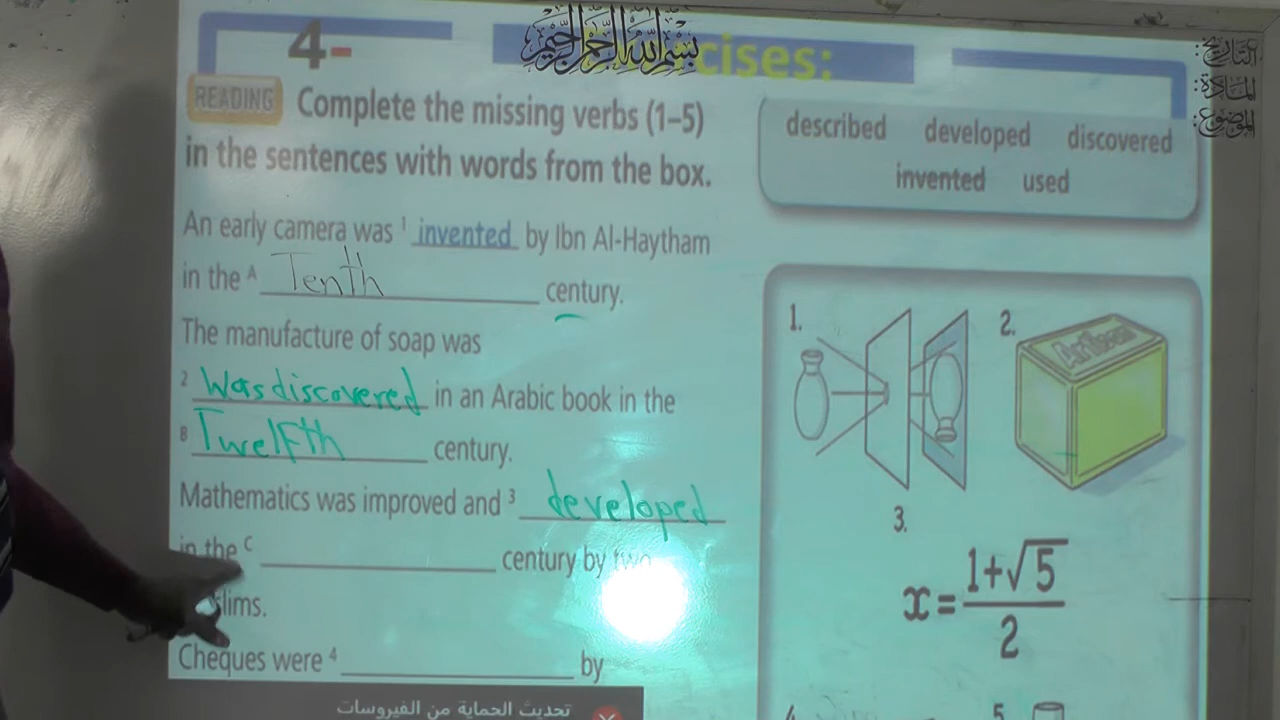 بسم الله الرحمن الرحيم
التاريخ:
المادة:
الموضوع:
4-
cises:
READING Complete the missing verbs (1–5)
in the sentences with words from the box.
described developed discovered
invented used
An early camera was 1 invented by Ibn Al-Haytham
in the A Tenth century.
The manufacture of soap was
2 Was discovered in an Arabic book in the
B Twelfth century.
Mathematics was improved and 3 developed
in the C ____ century by two
slims.
Cheques were 4 ____ by
1.
2.
3.
x = (1+√5)/2
4.
5.
تحديث الحماية من الفيروسات